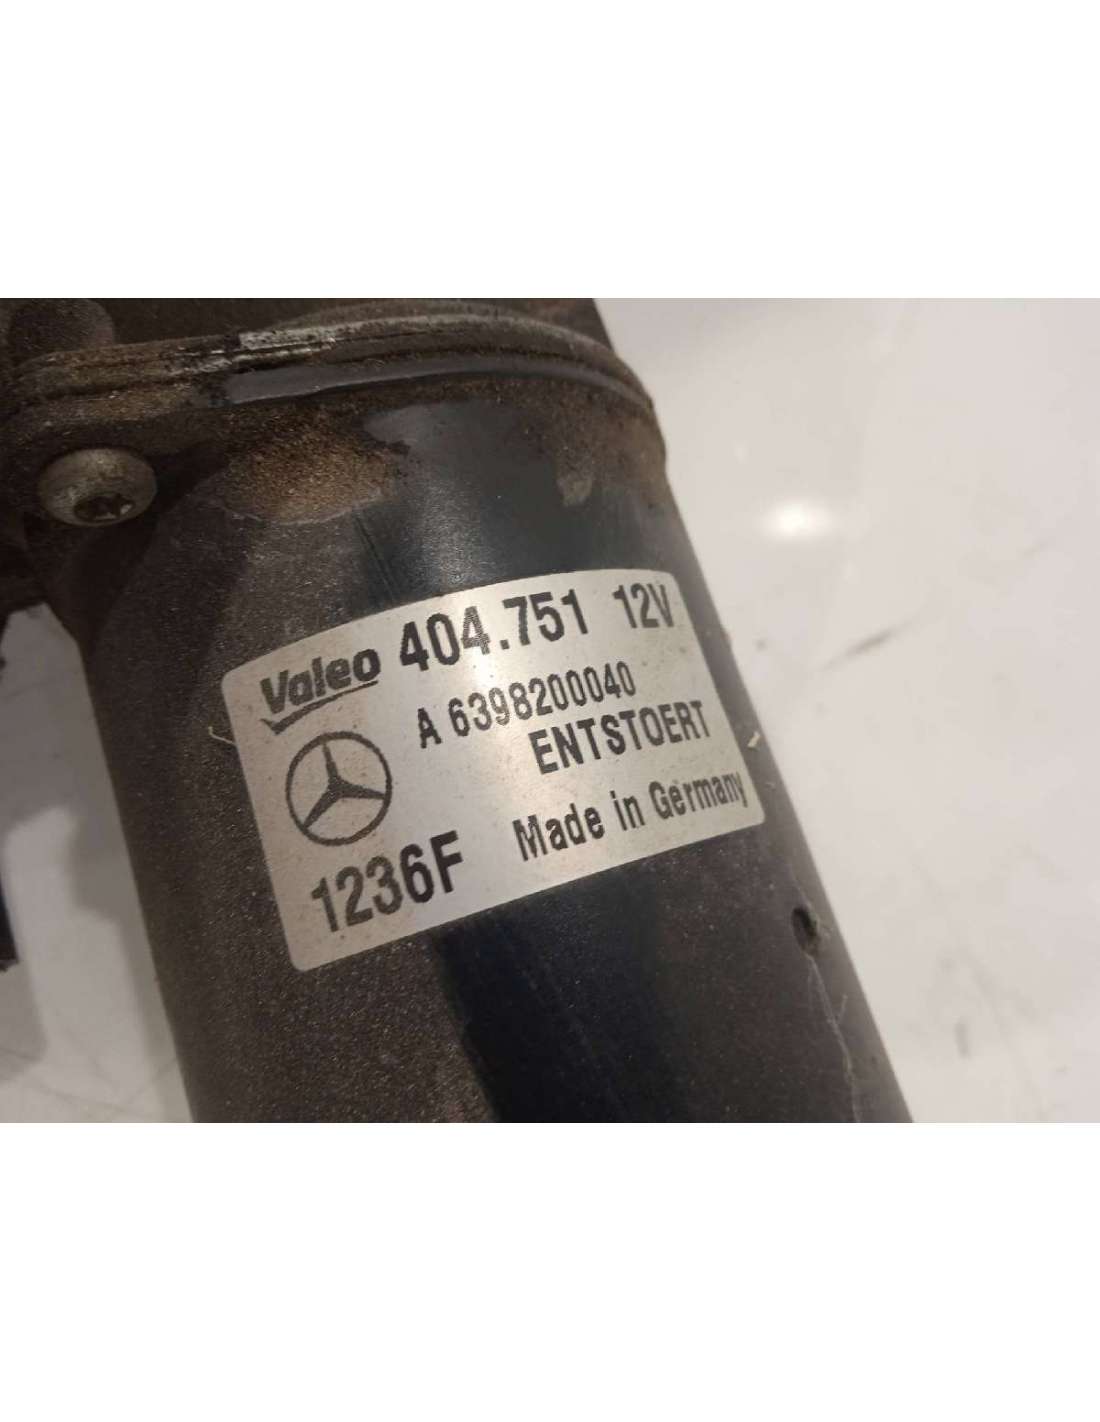 Valeo 404.751 12V
A 6398200040
ENTSTOERT
1236F Made in Germany